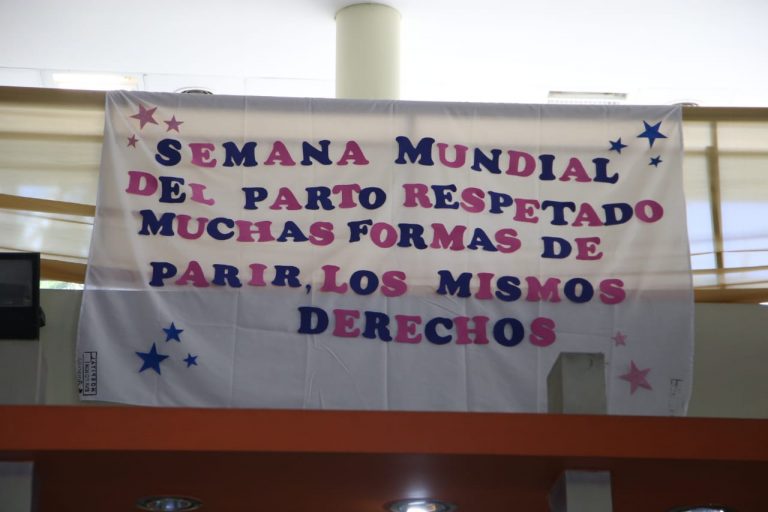 SEMANA MUNDIAL
DEL PARTO RESPETADO
MUCHAS FORMAS DE
PARIR, LOS MISMOS
DERECHOS